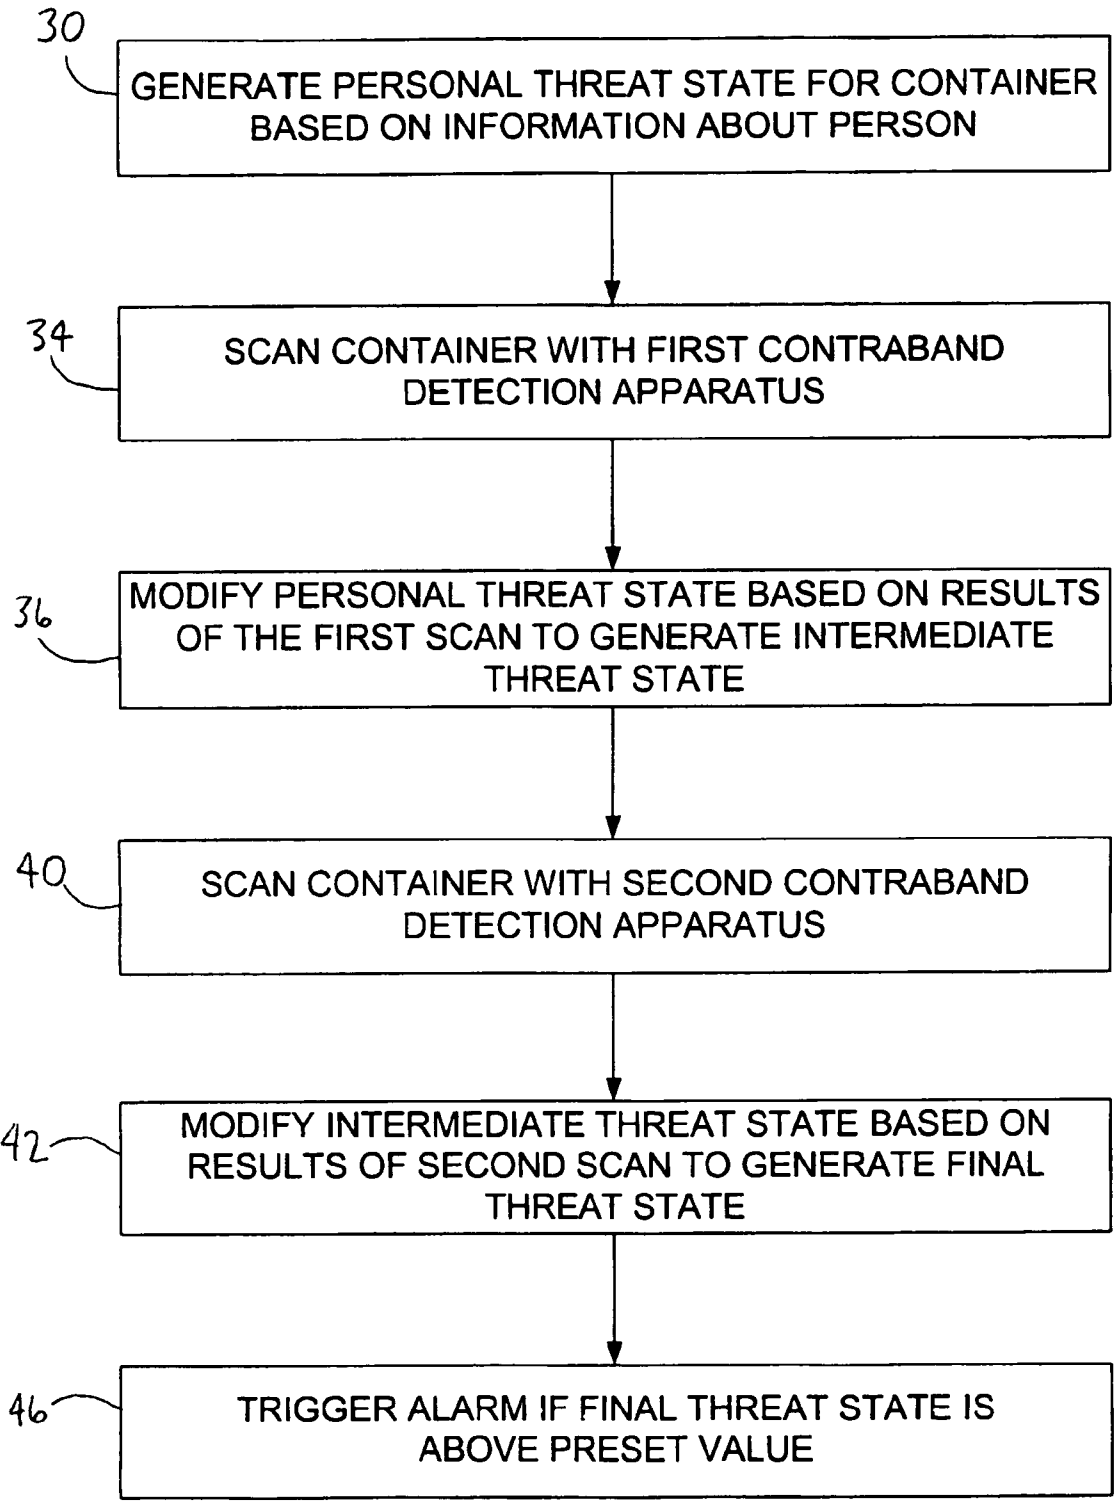 30
GENERATE PERSONAL THREAT STATE FOR CONTAINER
BASED ON INFORMATION ABOUT PERSON
34
SCAN CONTAINER WITH FIRST CONTRABAND
DETECTION APPARATUS
36
MODIFY PERSONAL THREAT STATE BASED ON RESULTS
OF THE FIRST SCAN TO GENERATE INTERMEDIATE
THREAT STATE
40
SCAN CONTAINER WITH SECOND CONTRABAND
DETECTION APPARATUS
42
MODIFY INTERMEDIATE THREAT STATE BASED ON
RESULTS OF SECOND SCAN TO GENERATE FINAL
THREAT STATE
46
TRIGGER ALARM IF FINAL THREAT STATE IS
ABOVE PRESET VALUE